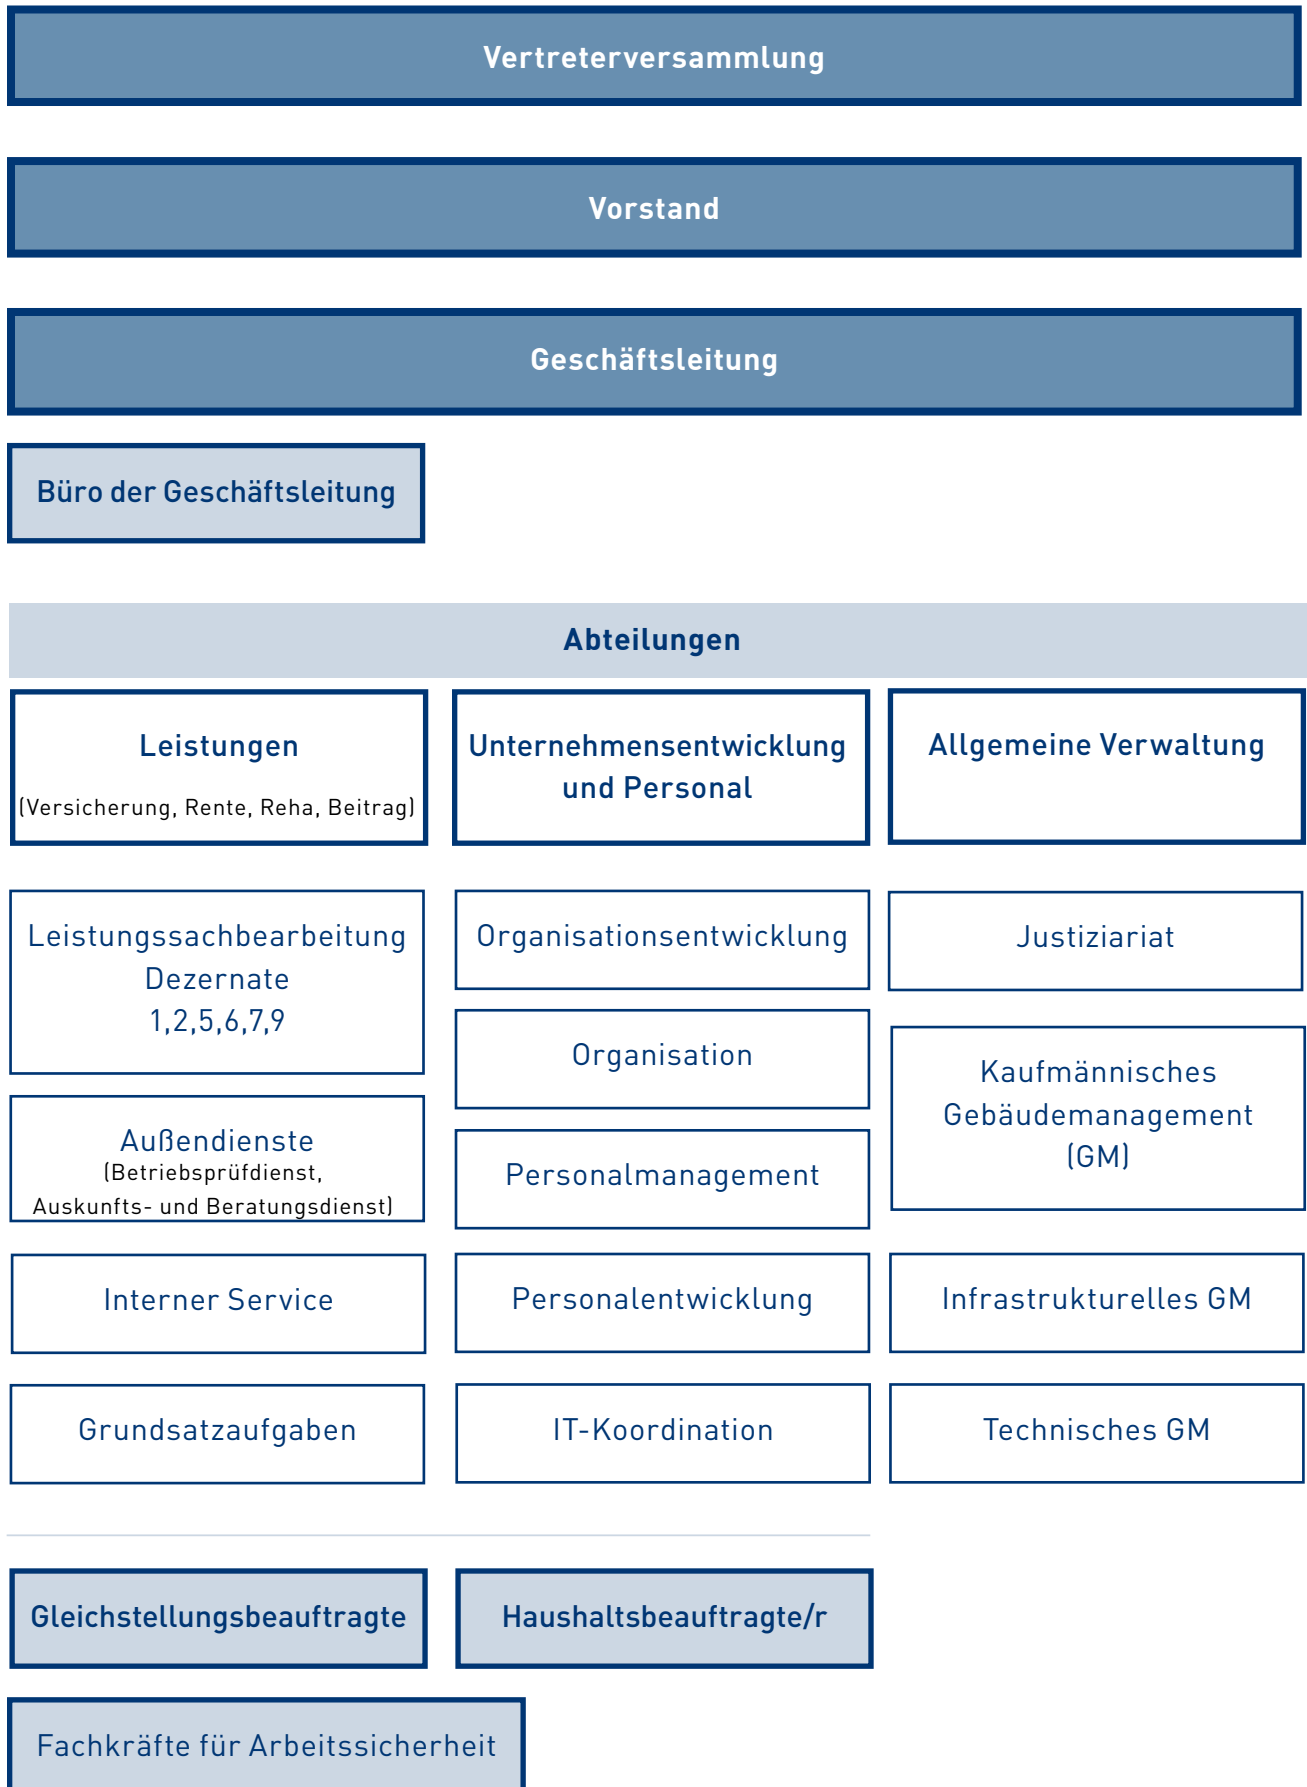 Vertreterversammlung
Vorstand
Geschäftsleitung
Büro der Geschäftsleitung
Abteilungen
Leistungen
(Versicherung, Rente, Reha, Beitrag)
Leistungssachbearbeitung
Dezernate
1,2,5,6,7,9
Außendienste
(Betriebsprüfdienst,
Auskunfts- und Beratungsdienst)
Interner Service
Grundsatzaufgaben
Unternehmensentwicklung
und Personal
Organisationsentwicklung
Organisation
Personalmanagement
Personalentwicklung
IT-Koordination
Allgemeine Verwaltung
Justiziariat
Kaufmännisches
Gebäudemanagement
(GM)
Infrastrukturelles GM
Technisches GM
Gleichstellungsbeauftragte
Haushaltsbeauftragte/r
Fachkräfte für Arbeitssicherheit